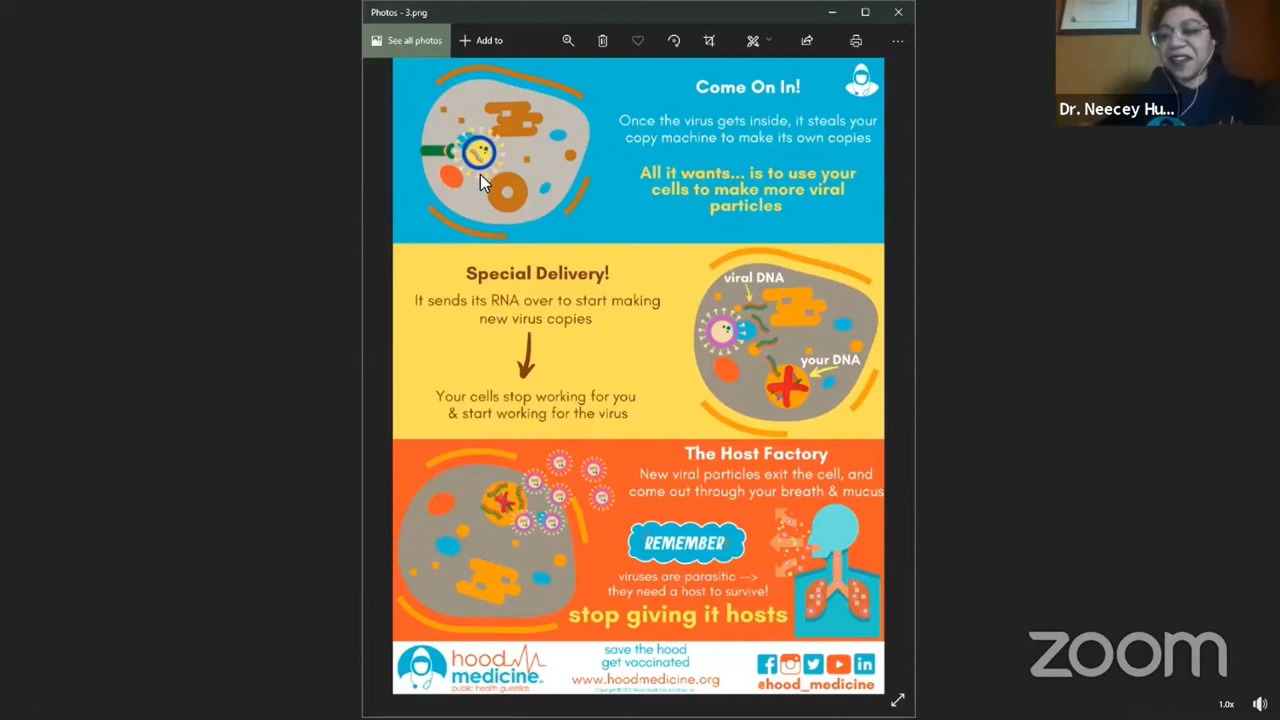 Photos - 3.png
See all photos
Add to
Come On In!
Once the virus gets inside, it steals your
copy machine to make its own copies
All it wants... is to use your
cells to make more viral
particles
Dr. Neecey Hu...
Special Delivery!
It sends its RNA over to start making
new virus copies
Your cells stop working for you
& start working for the virus
viral DNA
your DNA
The Host Factory
New viral particles exit the cell, and
come out through your breath & mucus
REMEMBER
viruses are parasitic -->
they need a host to survive!
stop giving it hosts
hood
medicine
public health guerillas
save the hood
get vaccinated
www.hoodmedicine.org
@hood_medicine
zoom
1.0x